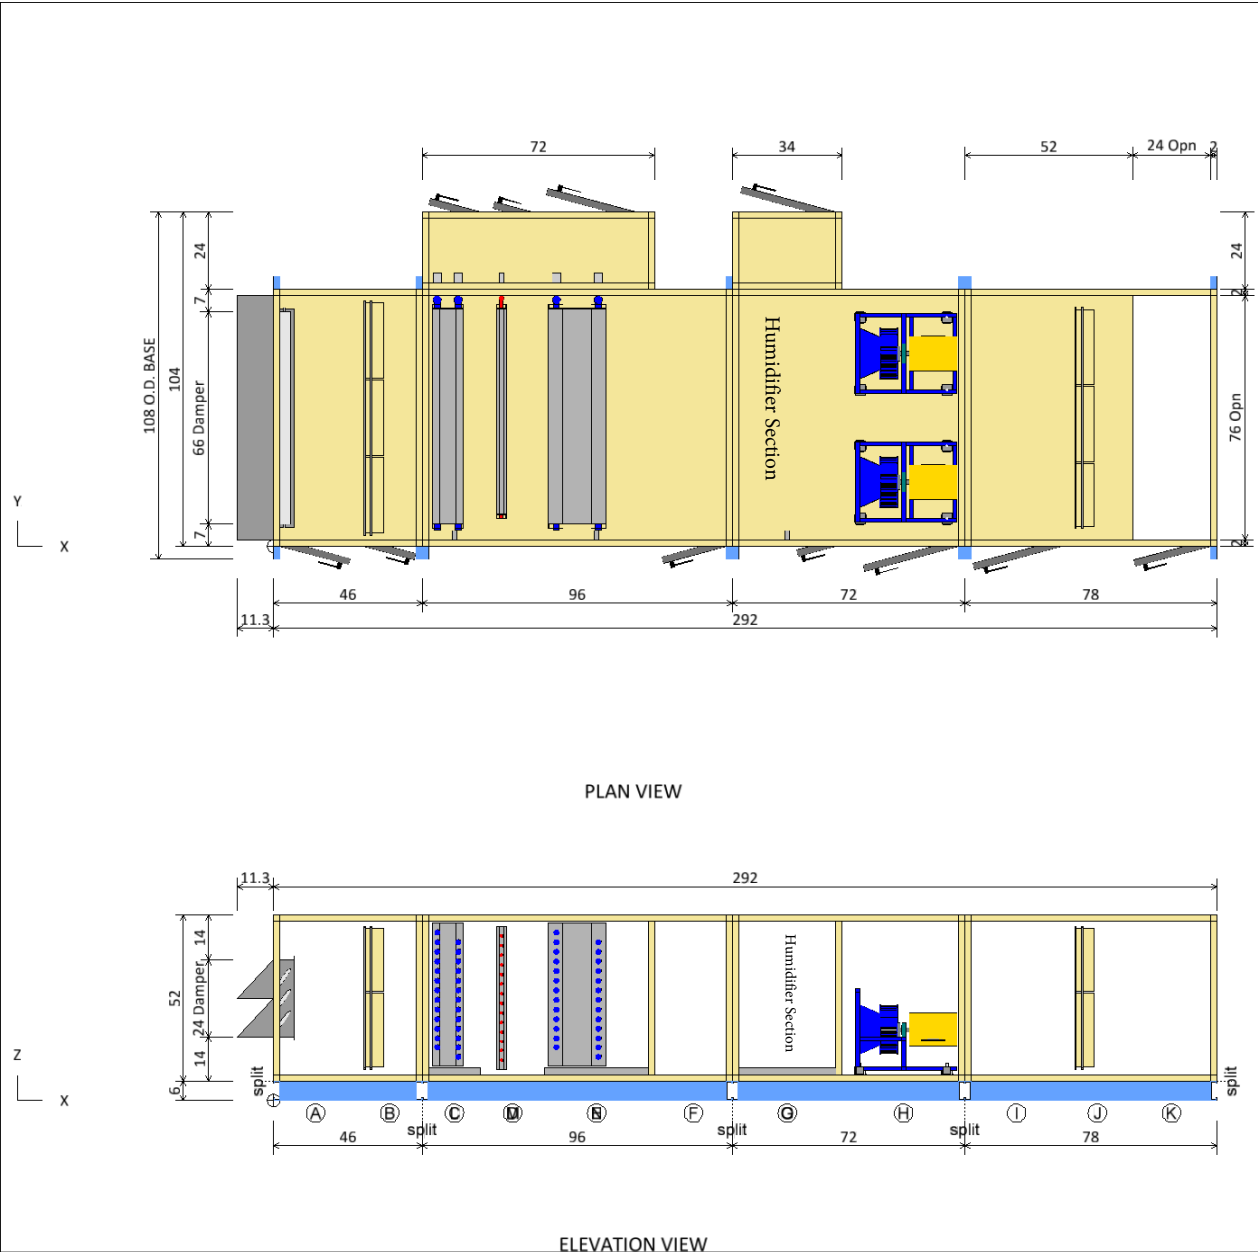 72
34
52
24 Opn
2
24
7
66 Damper
7
104
108 O.D. BASE
24
2
76 Opn
2
Humidifier Section
Y
X
46
96
72
78
11.3
292
PLAN VIEW
11.3
292
14
24 Damper
14
52
6
Humidifier Section
Z
X
split
split
A
B
C
E
F
G
H
I
J
K
split
split
split
46
96
72
78
ELEVATION VIEW